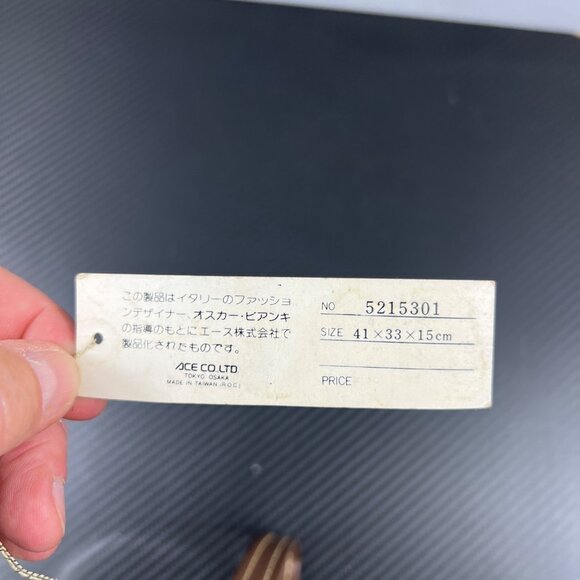 この製品はイタリーのファッショ
ンデザイナー、オスカー・ビアンキ
の指導のもとにエース株式会社で
製品化されたものです。
ACE CO.LTD.
TOKYO OSAKA
MADE IN TAIWAN (R.O.C.)
NO 5215301
SIZE 41×33×15cm
PRICE